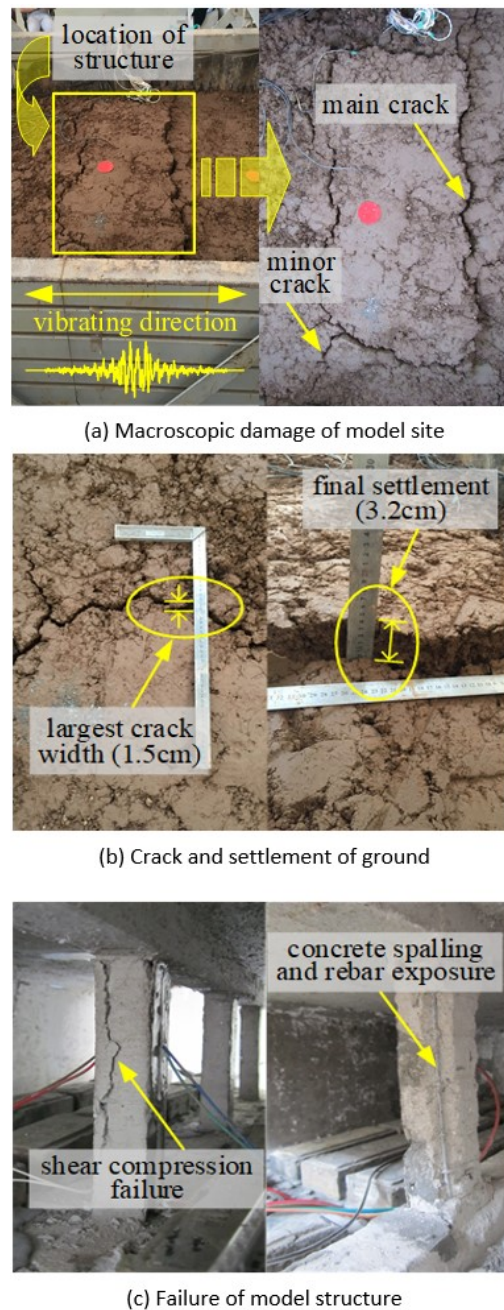 location of
structure
main crack
minor
crack
vibrating direction
(a) Macroscopic damage of model site
final settlement
(3.2cm)
largest crack
width (1.5cm)
(b) Crack and settlement of ground
concrete spalling
and rebar exposure
shear compression
failure
(c) Failure of model structure